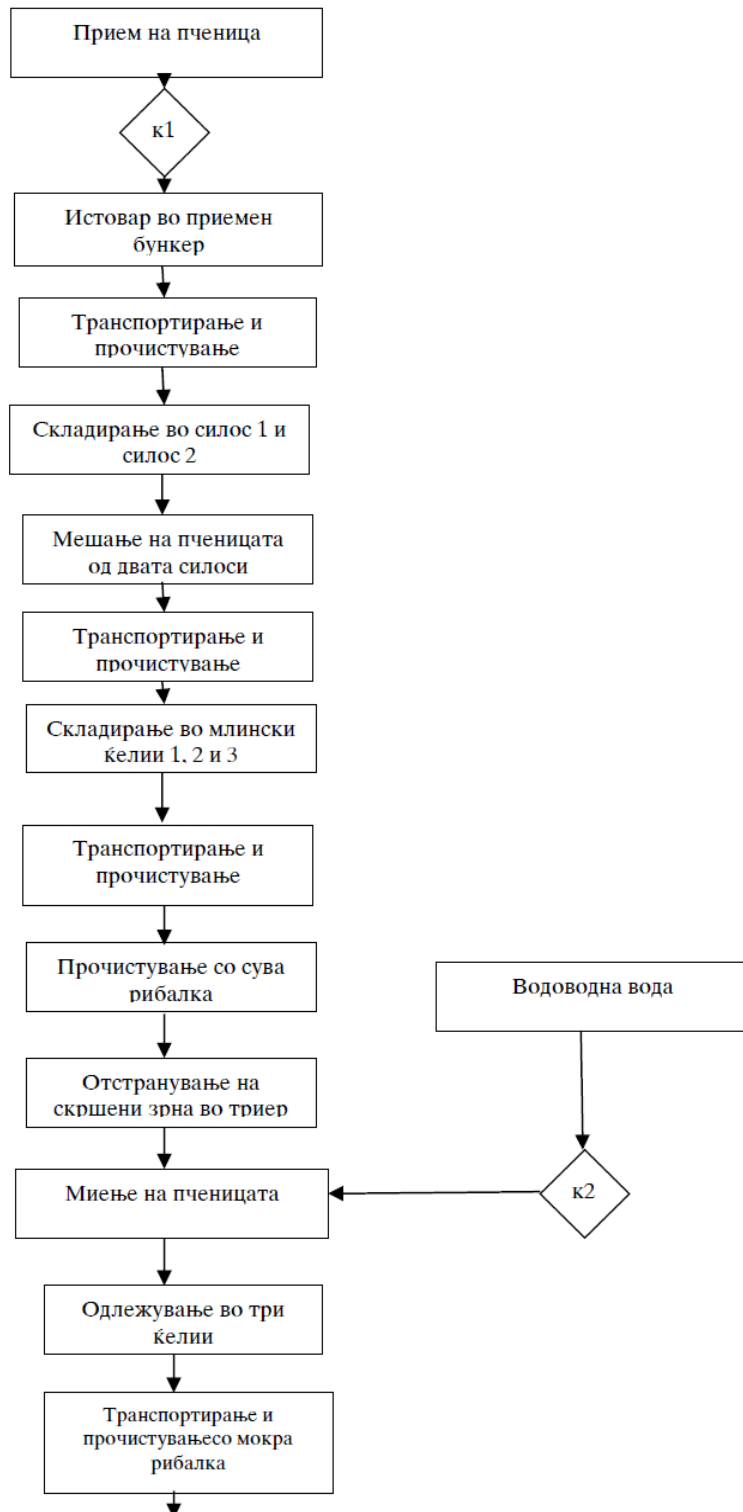 Прием на пченица
к1
Истовар во приемен
бункер
Транспортирање и
прочистување
Складирање во силос 1 и
силос 2
Мешање на пченицата
од двата силоси
Транспортирање и
прочистување
Складирање во млински
ќелии 1, 2 и 3
Транспортирање и
прочистување
Прочистување со сува
рибалка
Водоводна вода
Отстранување на
скршени зрна во триер
Миење на пченицата
к2
Одлежување во три
ќелии
Транспортирање и
прочистувањесо мокра
рибалка